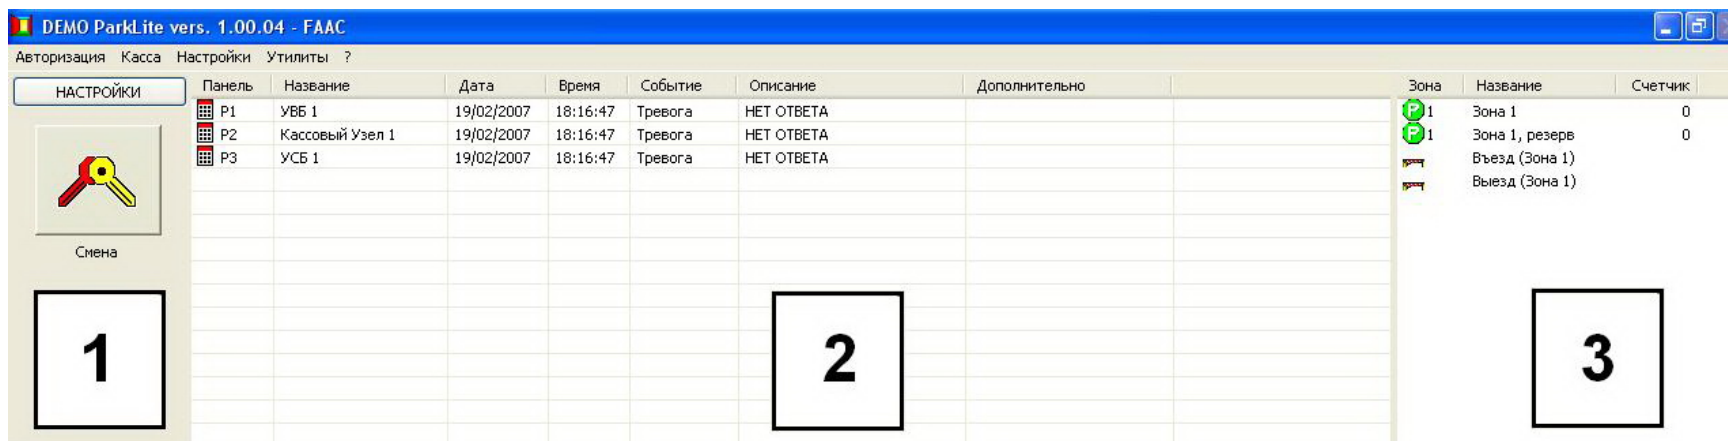 DEMO ParkLite vers. 1.00.04 - FAAC
Авторизация Касса Настройки Утилиты ?
НАСТРОЙКИ
Смена
1
Панель Название Дата Время Событие Описание Дополнительно
P1 УВБ 1 19/02/2007 18:16:47 Тревога НЕТ ОТВЕТА
P2 Кассовый Узел 1 19/02/2007 18:16:47 Тревога НЕТ ОТВЕТА
P3 УСБ 1 19/02/2007 18:16:47 Тревога НЕТ ОТВЕТА
2
Зона Название Счетчик
P 1 Зона 1 0
P 1 Зона 1, резерв 0
Въезд (Зона 1)
Выезд (Зона 1)
3